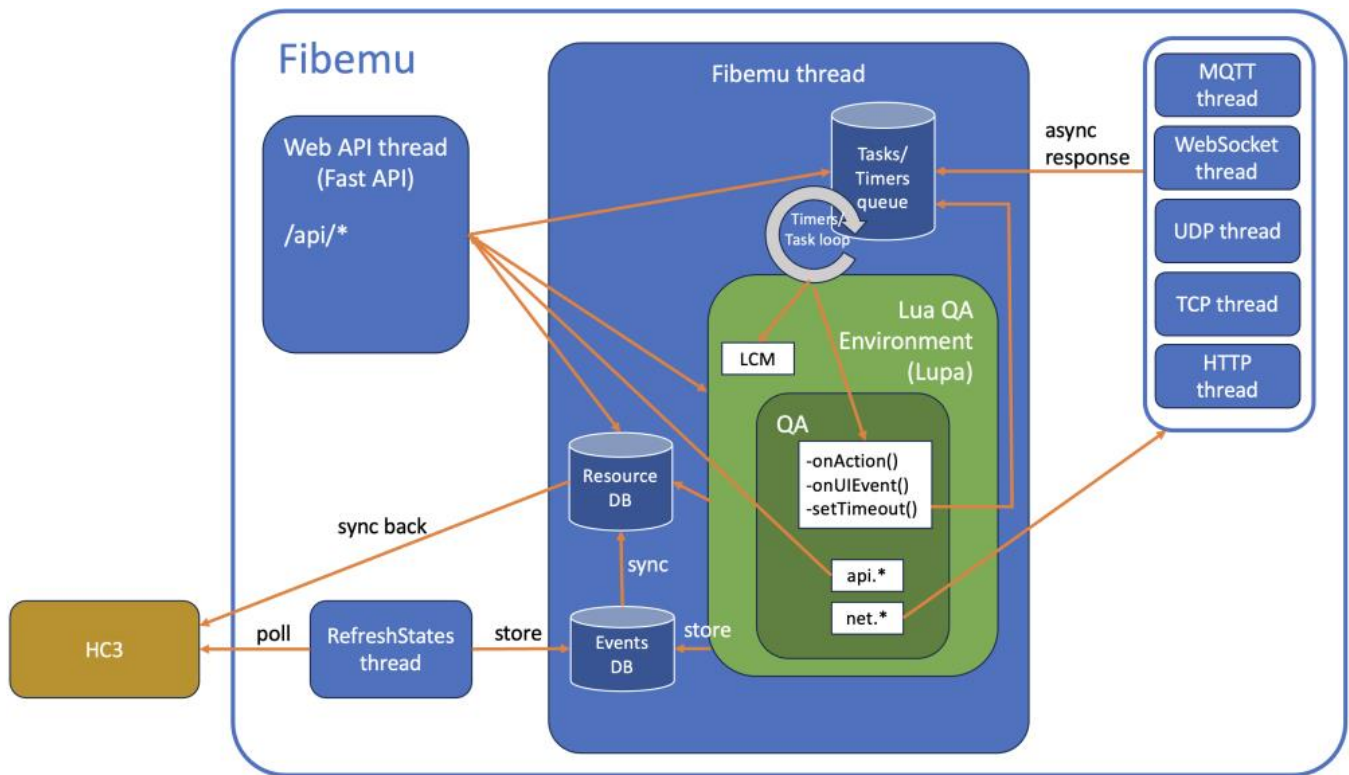 Fibemu
Web API thread
(Fast API)
/api/*
Fibemu thread
Tasks/
Timers
queue
Timers/
Task loop
async
response
MQTT
thread
WebSocket
thread
UDP thread
TCP thread
HTTP
thread
Lua QA
Environment
(Lupa)
LCM
QA
-onAction()
-onUIEvent()
-setTimeout()
api.*
net.*
Resource
DB
sync back
sync
HC3
poll
RefreshStates
thread
store
Events
DB
store